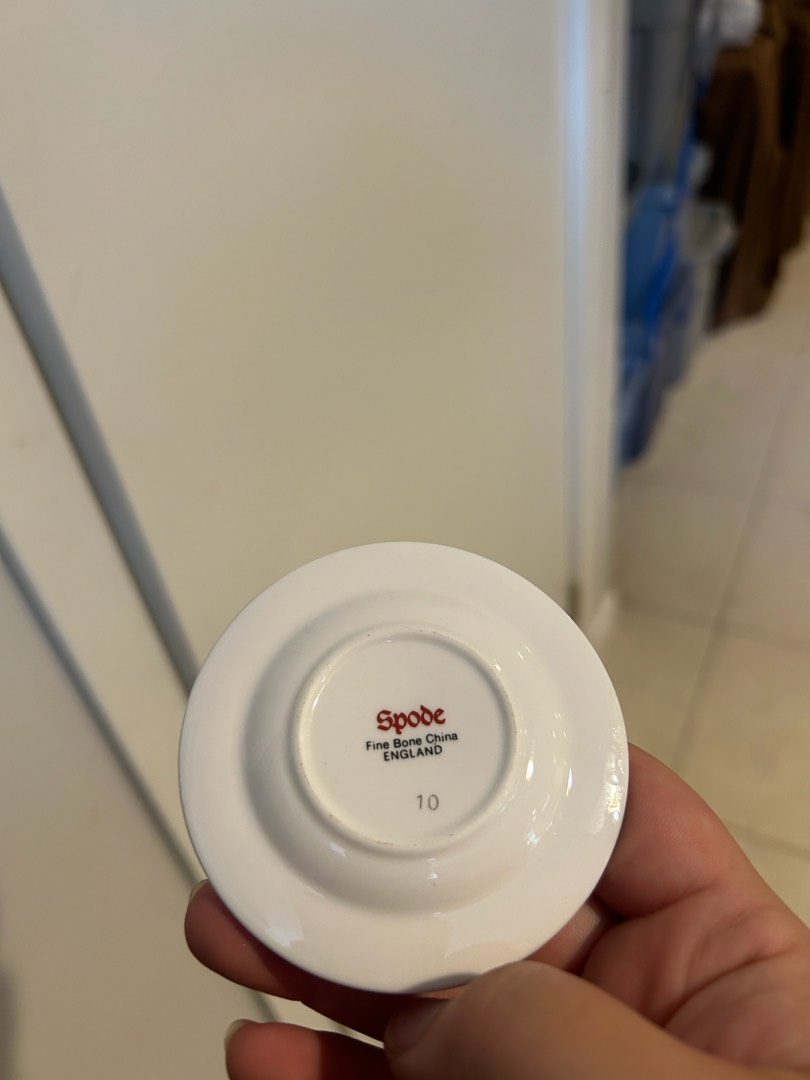 Spode
Fine Bone China
ENGLAND
10